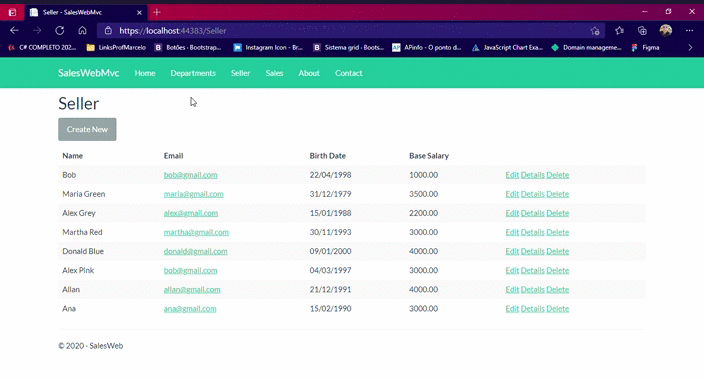 Seller - SalesWebMvc
https://localhost:44383/Seller
C# COMPLETO 202... LinksProfMarcelo Botões · Bootstrap... Instagram Icon - Br... Sistema grid · Boots... APinfo - O ponto d... JavaScript Chart Exa... Domain manageme... Figma
SalesWebMvc Home Departments Seller Sales About Contact
Seller
Create New
Name Email Birth Date Base Salary
Bob bob@gmail.com 22/04/1998 1000.00 Edit Details Delete
Maria Green maria@gmail.com 31/12/1979 3500.00 Edit Details Delete
Alex Grey alex@gmail.com 15/01/1988 2200.00 Edit Details Delete
Martha Red martha@gmail.com 30/11/1993 3000.00 Edit Details Delete
Donald Blue donald@gmail.com 09/01/2000 4000.00 Edit Details Delete
Alex Pink bob@gmail.com 04/03/1997 3000.00 Edit Details Delete
Allan allan@gmail.com 21/12/1991 4000.00 Edit Details Delete
Ana ana@gmail.com 15/02/1990 3000.00 Edit Details Delete
© 2020 - SalesWeb